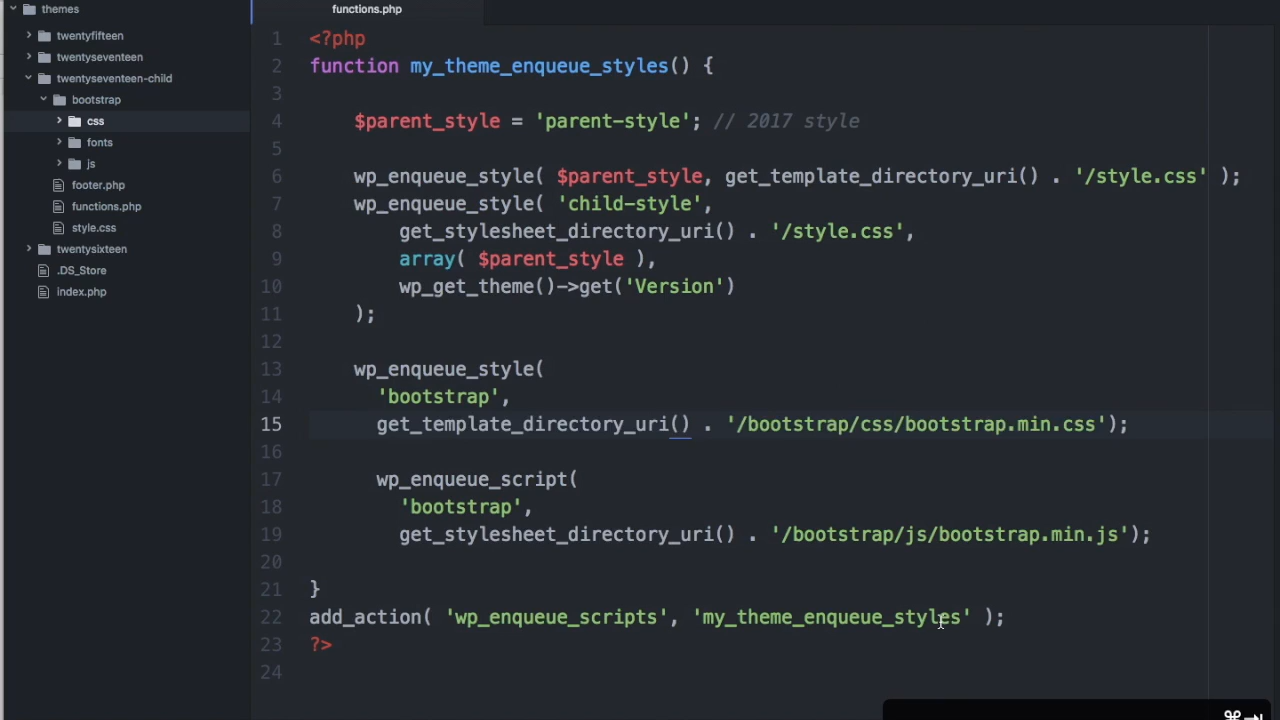 themes
twentyfifteen
twentyseventeen
twentyseventeen-child
bootstrap
css
fonts
js
footer.php
functions.php
style.css
twentysixteen
.DS_Store
index.php
functions.php
1 <?php
2 function my_theme_enqueue_styles() {
3
4     $parent_style = 'parent-style'; // 2017 style
5
6     wp_enqueue_style( $parent_style, get_template_directory_uri() . '/style.css' );
7     wp_enqueue_style( 'child-style',
8         get_stylesheet_directory_uri() . '/style.css',
9         array( $parent_style ),
10         wp_get_theme()->get('Version')
11     );
12
13     wp_enqueue_style(
14       'bootstrap',
15       get_template_directory_uri() . '/bootstrap/css/bootstrap.min.css');
16
17       wp_enqueue_script(
18         'bootstrap',
19         get_stylesheet_directory_uri() . '/bootstrap/js/bootstrap.min.js');
20
21 }
22 add_action( 'wp_enqueue_scripts', 'my_theme_enqueue_styles' );
23 ?>
24
⌘⇥